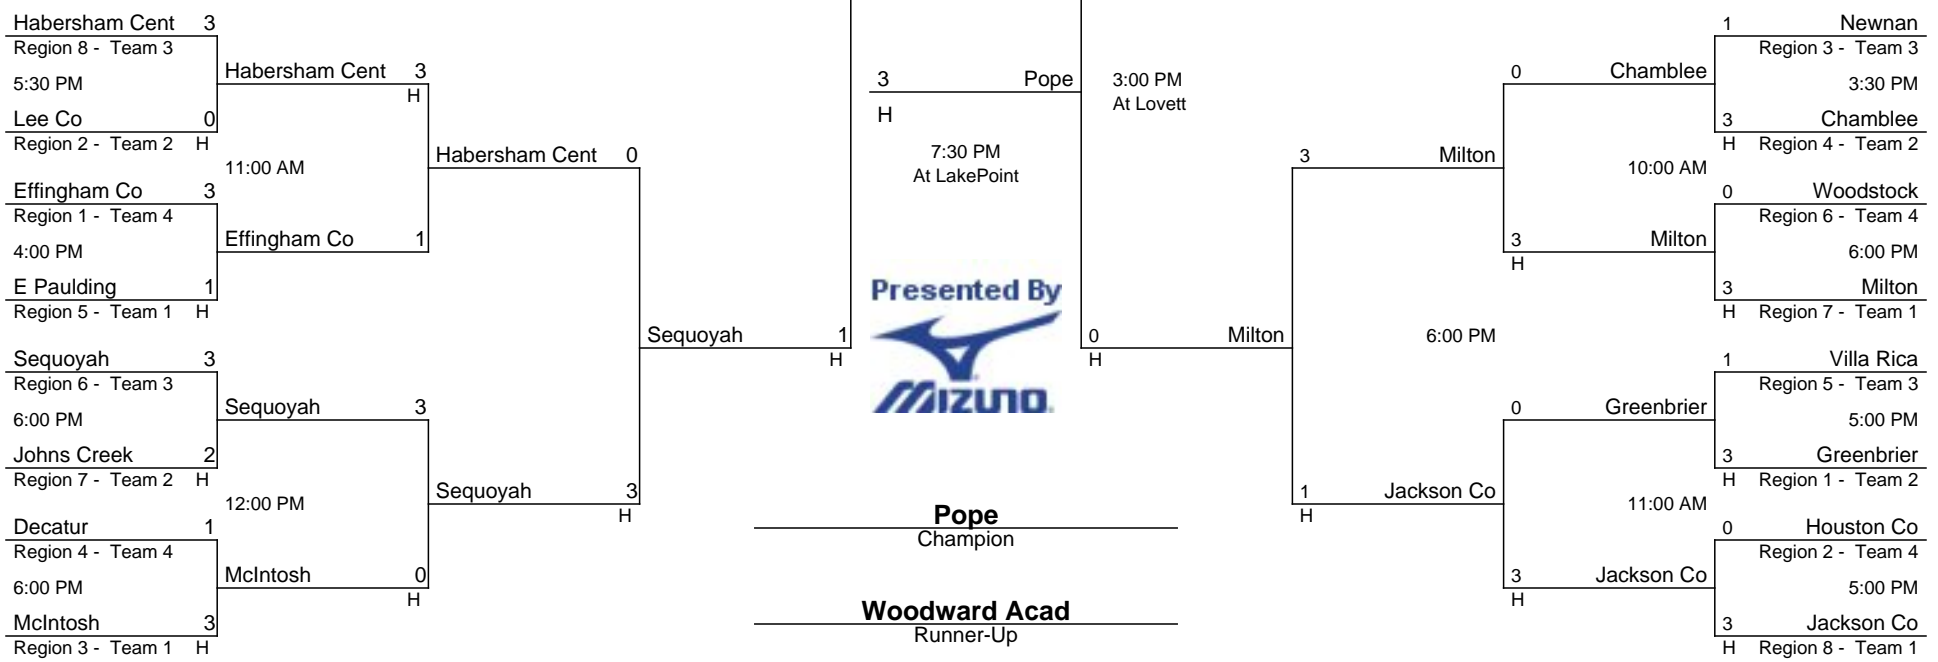 Habersham Cent 3
Region 8 - Team 3
5:30 PM
Lee Co 0
Region 2 - Team 2 H
Effingham Co 3
Region 1 - Team 4
4:00 PM
E Paulding 1
Region 5 - Team 1 H
Sequoyah 3
Region 6 - Team 3
6:00 PM
Johns Creek 2
Region 7 - Team 2 H
Decatur 1
Region 4 - Team 4
6:00 PM
McIntosh 3
Region 3 - Team 1 H
Habersham Cent 3
H
11:00 AM
Effingham Co 1
Sequoyah 3
12:00 PM
McIntosh 0
H
Habersham Cent 0
Sequoyah 3
H
Sequoyah 1
H
3 Pope
H
7:30 PM
At LakePoint
Presented By
MIZUNO
Pope
Champion
Woodward Acad
Runner-Up
3:00 PM
At Lovett
0 Milton
H
3 Milton
6:00 PM
1 Jackson Co
H
0 Chamblee
10:00 AM
3 Milton
H
0 Greenbrier
11:00 AM
3 Jackson Co
H
1 Newnan
Region 3 - Team 3
3:30 PM
3 Chamblee
H Region 4 - Team 2
0 Woodstock
Region 6 - Team 4
6:00 PM
3 Milton
H Region 7 - Team 1
1 Villa Rica
Region 5 - Team 3
5:00 PM
3 Greenbrier
H Region 1 - Team 2
0 Houston Co
Region 2 - Team 4
5:00 PM
3 Jackson Co
H Region 8 - Team 1